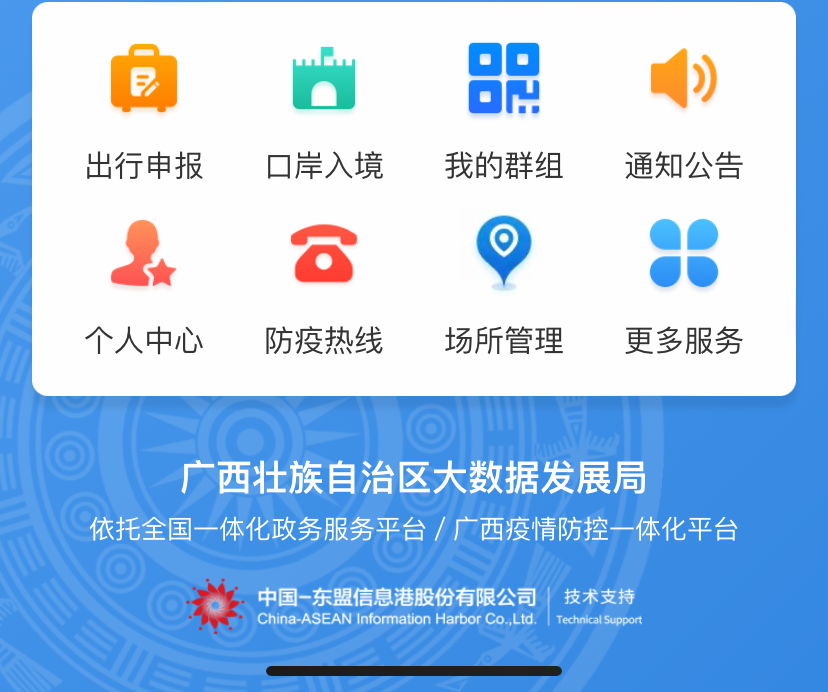 出行申报 口岸入境 我的群组 通知公告
个人中心 防疫热线 场所管理 更多服务
广西壮族自治区大数据发展局
依托全国一体化政务服务平台 / 广西疫情防控一体化平台
中国-东盟信息港股份有限公司 技术支持
China-ASEAN Information Harbor Co.,Ltd. Technical Support